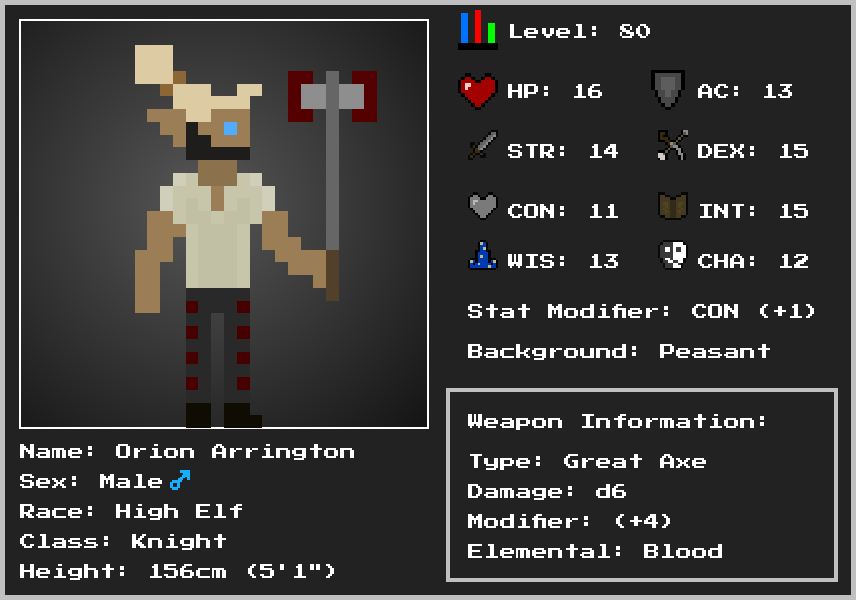 Level: 80
HP: 16
AC: 13
STR: 14
DEX: 15
CON: 11
INT: 15
WIS: 13
CHA: 12
Stat Modifier: CON (+1)
Background: Peasant
Weapon Information:
Type: Great Axe
Damage: d6
Modifier: (+4)
Elemental: Blood
Name: Orion Arrington
Sex: Male♂
Race: High Elf
Class: Knight
Height: 156cm (5'1")